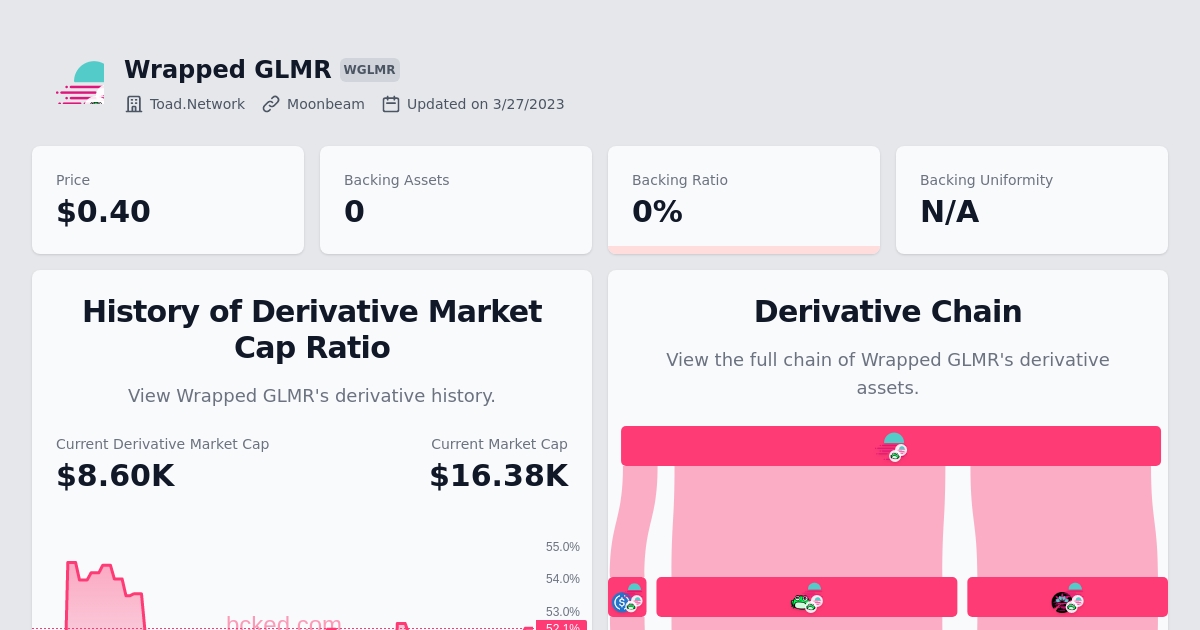 Wrapped GLMR WGLMR
Toad.Network Moonbeam Updated on 3/27/2023
Price
$0.40
Backing Assets
0
Backing Ratio
0%
Backing Uniformity
N/A
History of Derivative Market
Cap Ratio
View Wrapped GLMR's derivative history.
Current Derivative Market Cap
$8.60K
Current Market Cap
$16.38K
55.0%
54.0%
53.0%
52.1%
bcked.com
Derivative Chain
View the full chain of Wrapped GLMR's derivative
assets.